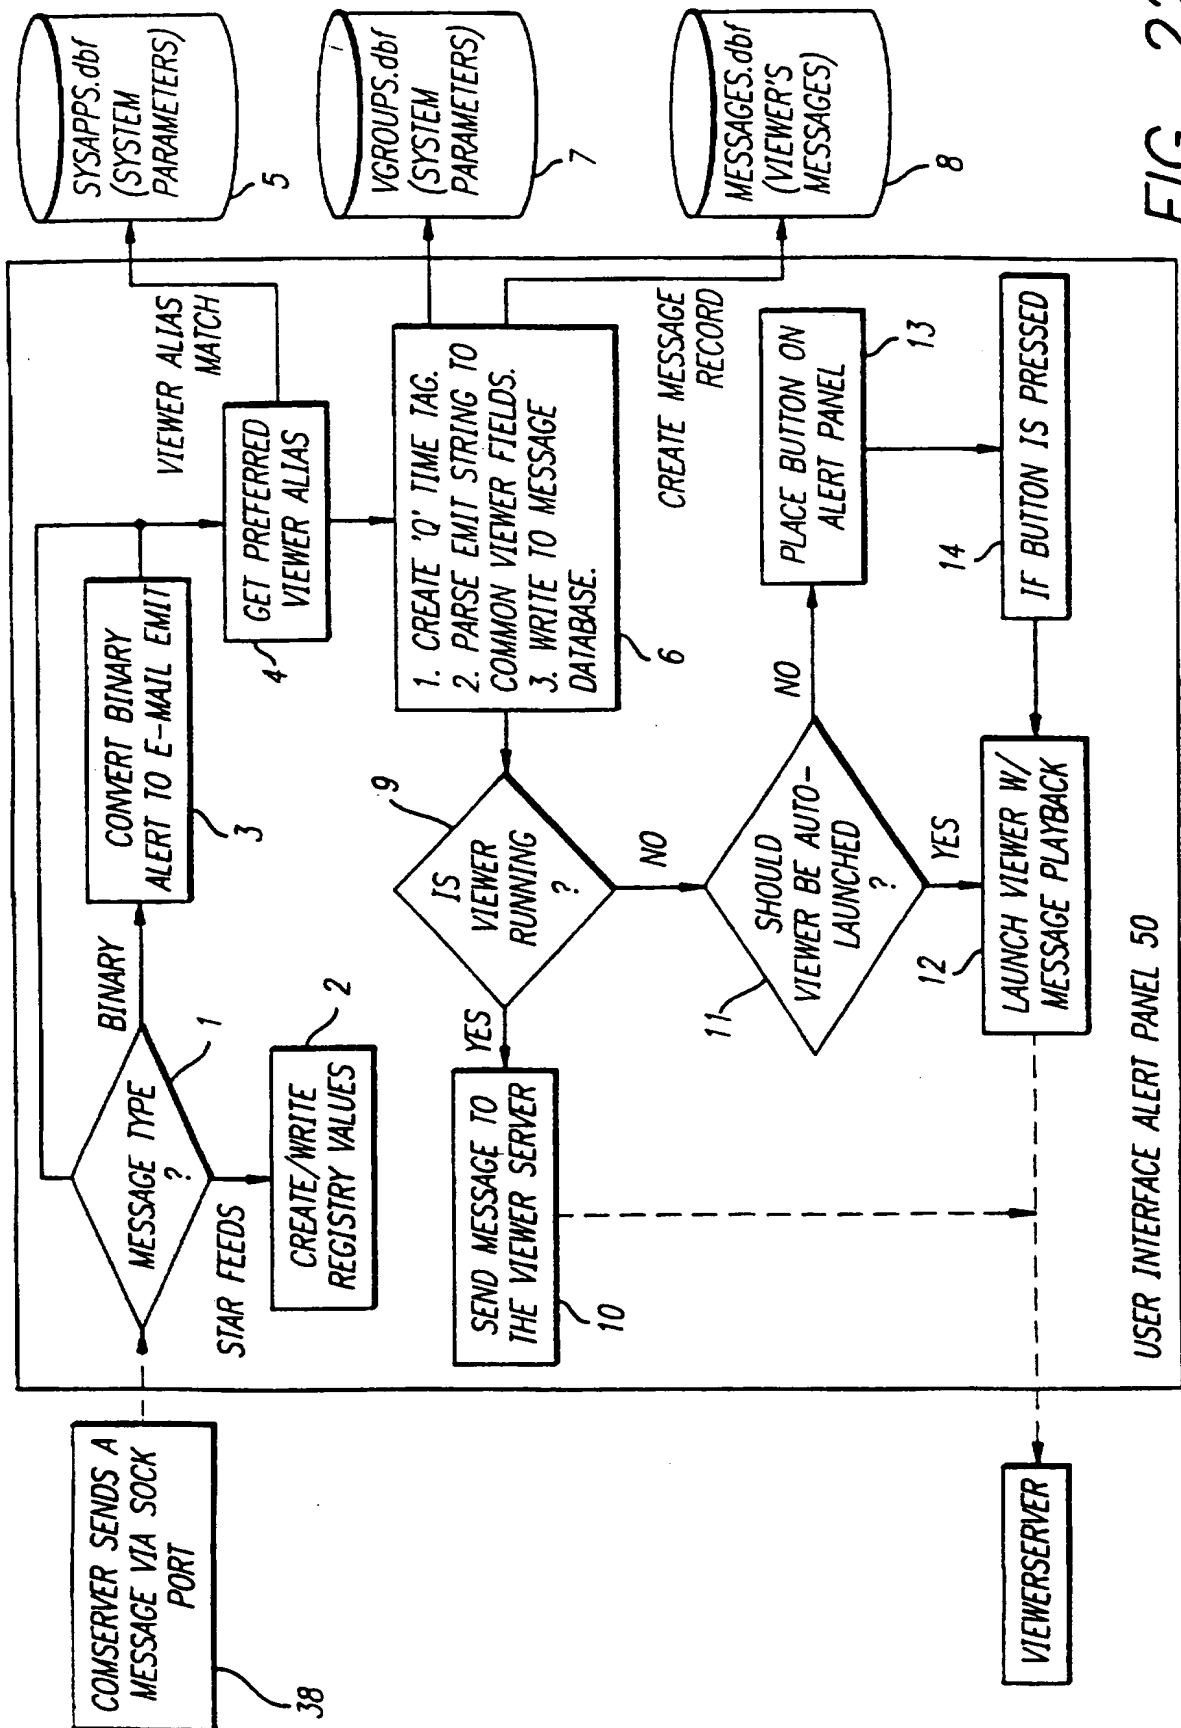 COMSERVER SENDS A
MESSAGE VIA SOCK
PORT
38
MESSAGE TYPE
?
1
BINARY
STAR FEEDS
CREATE/WRITE
REGISTRY VALUES
2
CONVERT BINARY
ALERT TO E-MAIL EMIT
3
GET PREFERRED
VIEWER ALIAS
4
VIEWER ALIAS
MATCH
SYSAPPS.dbf
(SYSTEM
PARAMETERS)
5
1. CREATE 'Q' TIME TAG.
2. PARSE EMIT STRING TO
COMMON VIEWER FIELDS.
3. WRITE TO MESSAGE
DATABASE.
6
VGROUPS.dbf
(SYSTEM
PARAMETERS)
7
CREATE MESSAGE
RECORD
MESSAGES.dbf
(VIEWER'S
MESSAGES)
8
IS
VIEWER
RUNNING
?
9
YES
NO
SEND MESSAGE TO
THE VIEWER SERVER
10
SHOULD
VIEWER BE AUTO-
LAUNCHED
?
11
NO
YES
PLACE BUTTON ON
ALERT PANEL
13
IF BUTTON IS PRESSED
14
LAUNCH VIEWER W/
MESSAGE PLAYBACK
12
VIEWERSERVER
USER INTERFACE ALERT PANEL 50
FIG.